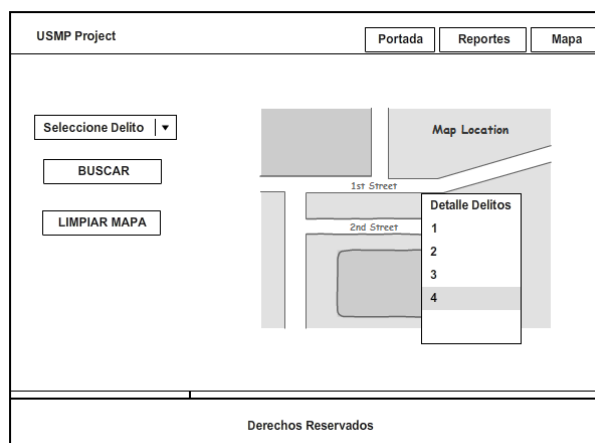 USMP Project
Portada
Reportes
Mapa
Seleccione Delito
BUSCAR
LIMPIAR MAPA
Map Location
1st Street
2nd Street
Detalle Delitos
1
2
3
4
Derechos Reservados